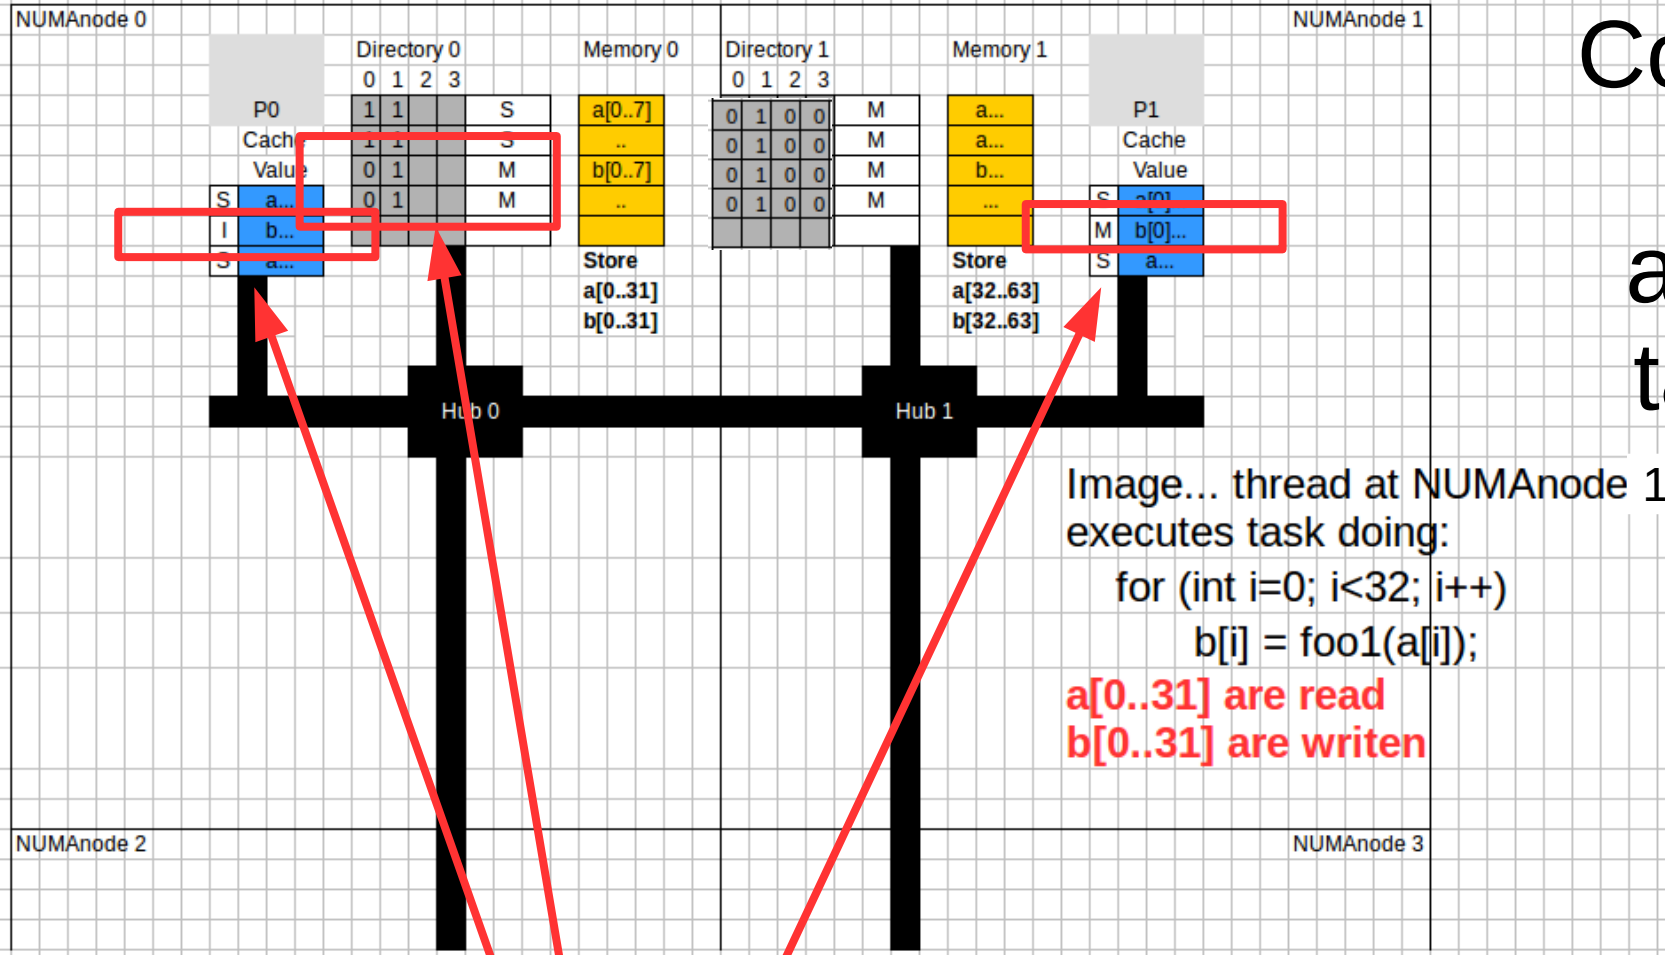 NUMAnode 0
NUMAnode 1
Directory 0
Memory 0
Directory 1
Memory 1
0 1 2 3
0 1 2 3
P0
1 1 S
a[0..7]
0 1 0 0 M
a...
P1
Cache
1 1 S
..
0 1 0 0 M
a...
Cache
Value
0 1 M
b[0..7]
0 1 0 0 M
b...
Value
S a...
0 1 M
..
0 1 0 0 M
...
S a[0]
I b...
M b[0]...
S a...
Store
Store
S a...
a[0..31]
a[32..63]
b[0..31]
b[32..63]
Hub 0
Hub 1
Image... thread at NUMAnode 1
executes task doing:
for (int i=0; i<32; i++)
b[i] = foo1(a[i]);
a[0..31] are read
b[0..31] are writen
NUMAnode 2
NUMAnode 3